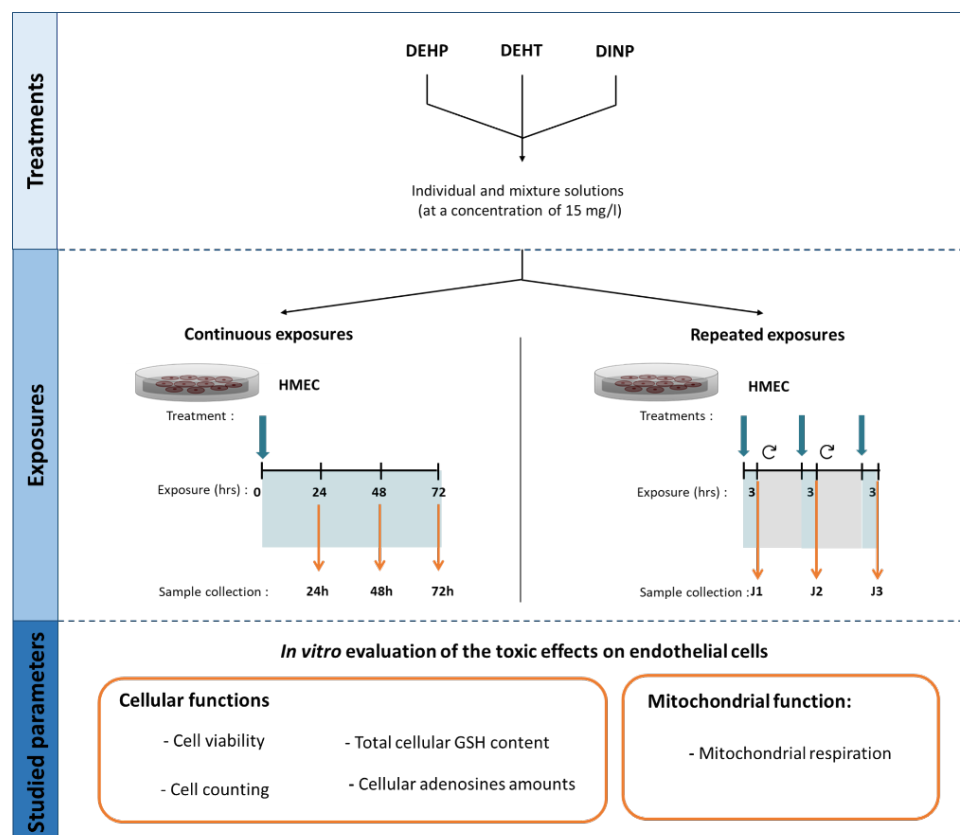 Treatments
DEHP DEHT DINP
Individual and mixture solutions
(at a concentration of 15 mg/l)
Exposures
Continuous exposures
HMEC
Treatment :
Exposure (hrs) : 0 24 48 72
Sample collection : 24h 48h 72h
Repeated exposures
HMEC
Treatments :
Exposure (hrs) : 3 3 3
Sample collection : J1 J2 J3
Studied parameters
In vitro evaluation of the toxic effects on endothelial cells
Cellular functions
- Cell viability
- Cell counting
- Total cellular GSH content
- Cellular adenosines amounts
Mitochondrial function:
- Mitochondrial respiration